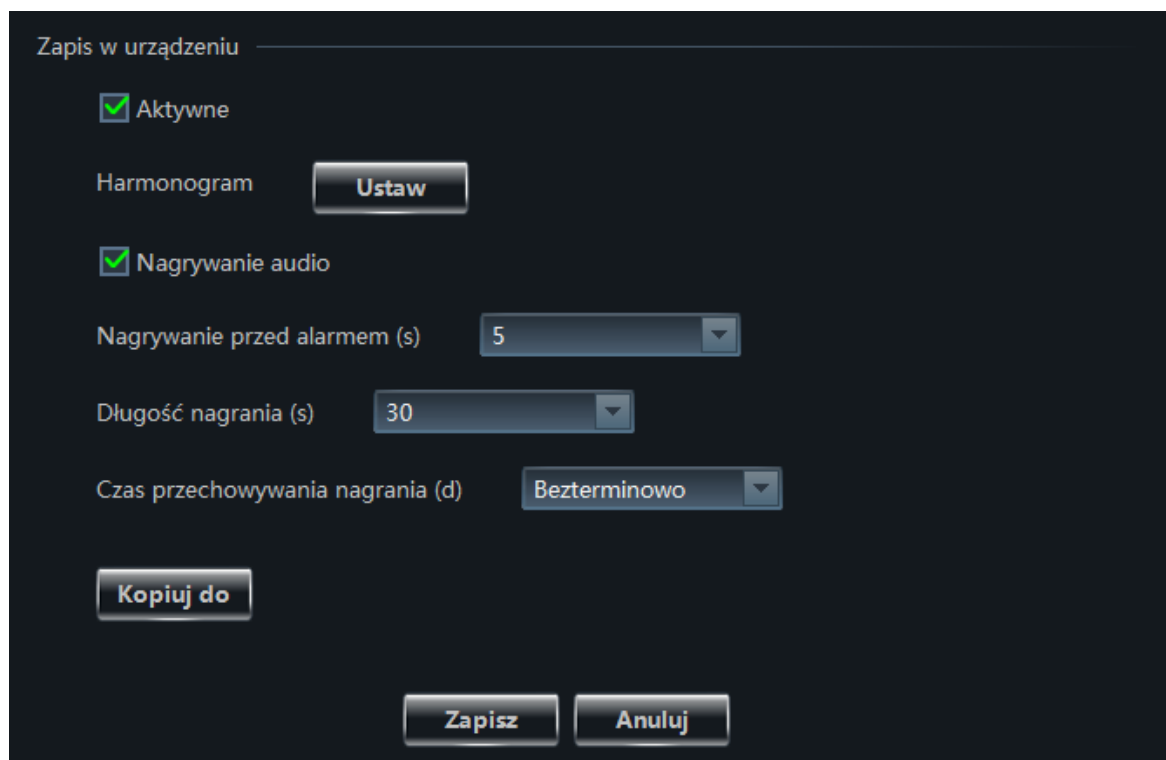 Zapis w urządzeniu
Aktywne
Harmonogram Ustaw
Nagrywanie audio
Nagrywanie przed alarmem (s) 5
Długość nagrania (s) 30
Czas przechowywania nagrania (d) Bezterminowo
Kopiuj do
Zapisz Anuluj